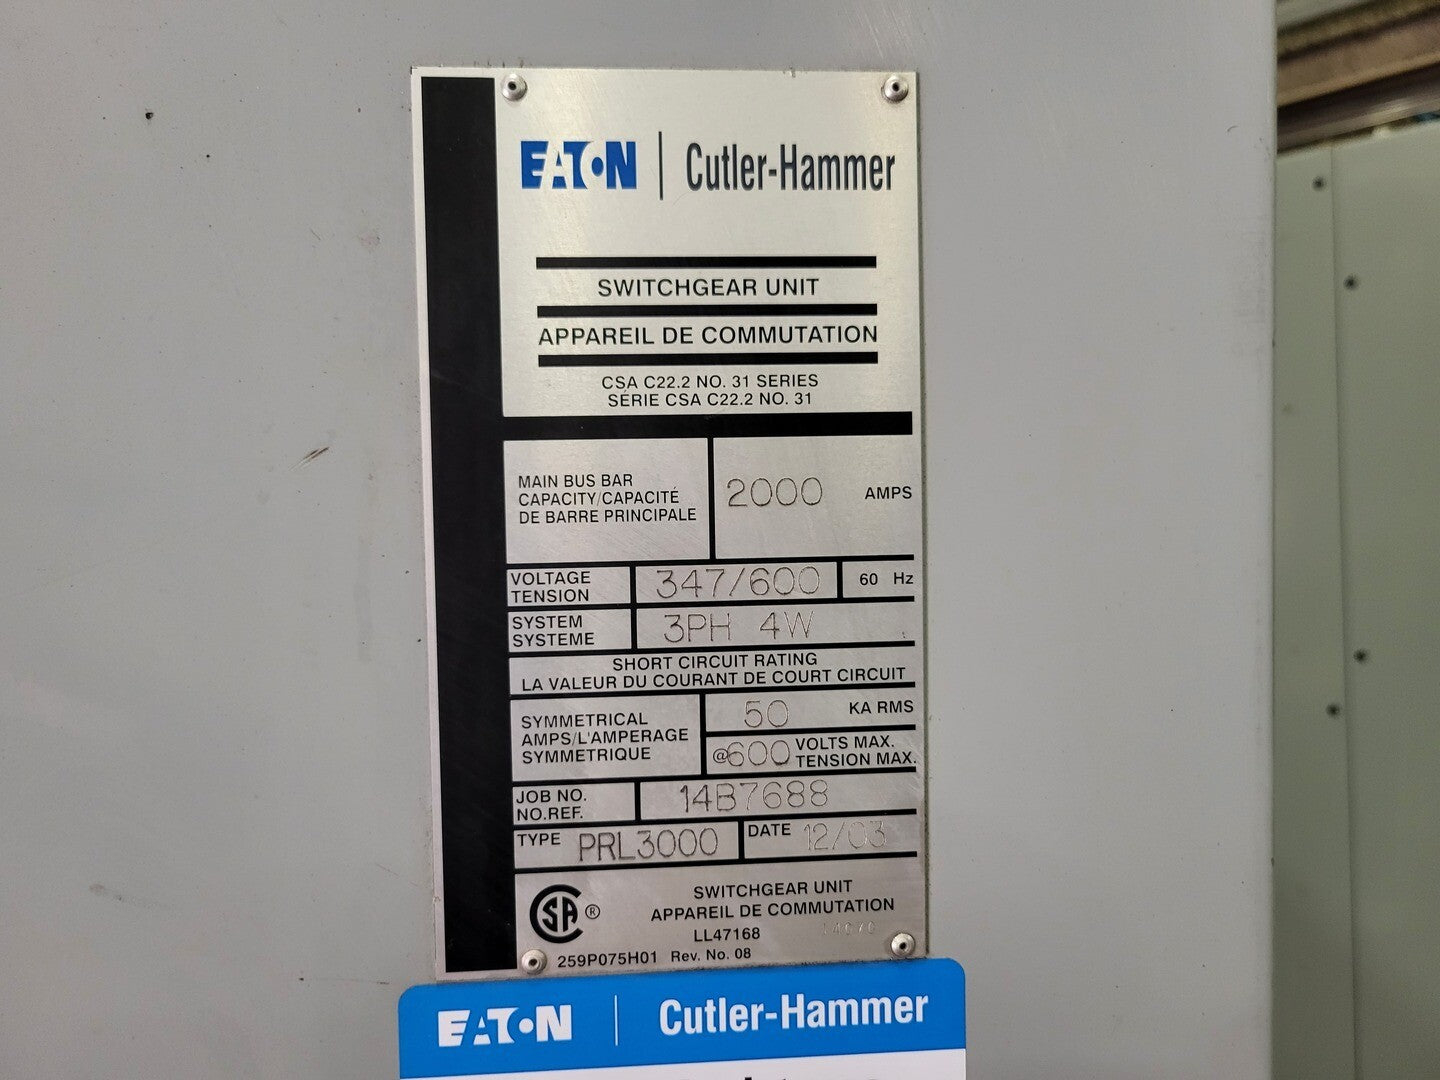 EATON | Cutler-Hammer
SWITCHGEAR UNIT
APPAREIL DE COMMUTATION
CSA C22.2 NO. 31 SERIES
SÉRIE CSA C22.2 NO. 31
MAIN BUS BAR
CAPACITY/CAPACITÉ
DE BARRE PRINCIPALE
2000 AMPS
VOLTAGE
TENSION
347/600
60 Hz
SYSTEM
SYSTEME
3PH 4W
SHORT CIRCUIT RATING
LA VALEUR DU COURANT DE COURT CIRCUIT
SYMMETRICAL
AMPS/L'AMPERAGE
SYMMETRIQUE
50 KA RMS
@600 VOLTS MAX.
TENSION MAX.
JOB NO.
NO.REF.
14B7688
TYPE PRL3000
DATE 12/03
CSA ®
SWITCHGEAR UNIT
APPAREIL DE COMMUTATION
LL47168
259P075H01 Rev. No. 08
EATON | Cutler-Hammer